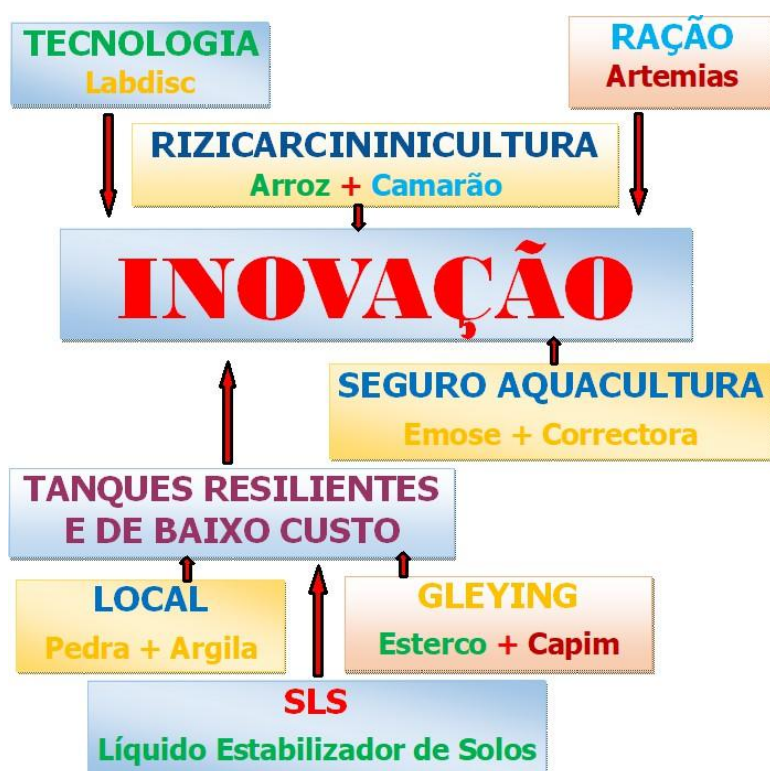 TECNOLOGIA
Labdisc
RAÇÃO
Artemias
RIZICARCININICULTURA
Arroz + Camarão
INOVAÇÃO
SEGURO AQUACULTURA
Emose + Correctora
TANQUES RESILIENTES
E DE BAIXO CUSTO
LOCAL
Pedra + Argila
GLEYING
Esterco + Capim
SLS
Líquido Estabilizador de Solos